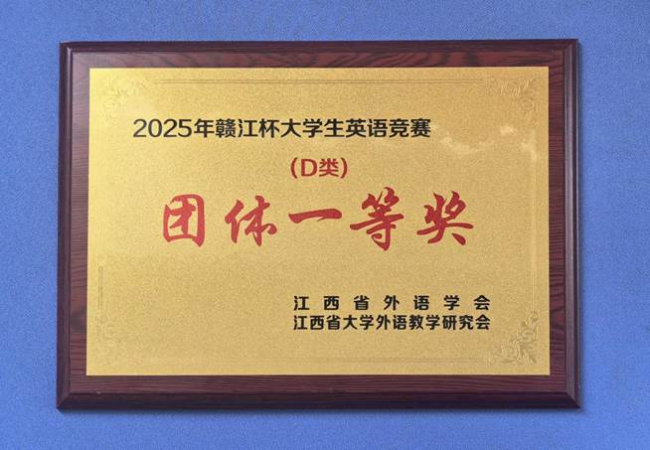 2025年赣江杯大学生英语竞赛
（D类）
团体一等奖
江西省外语学会
江西省大学外语教学研究会